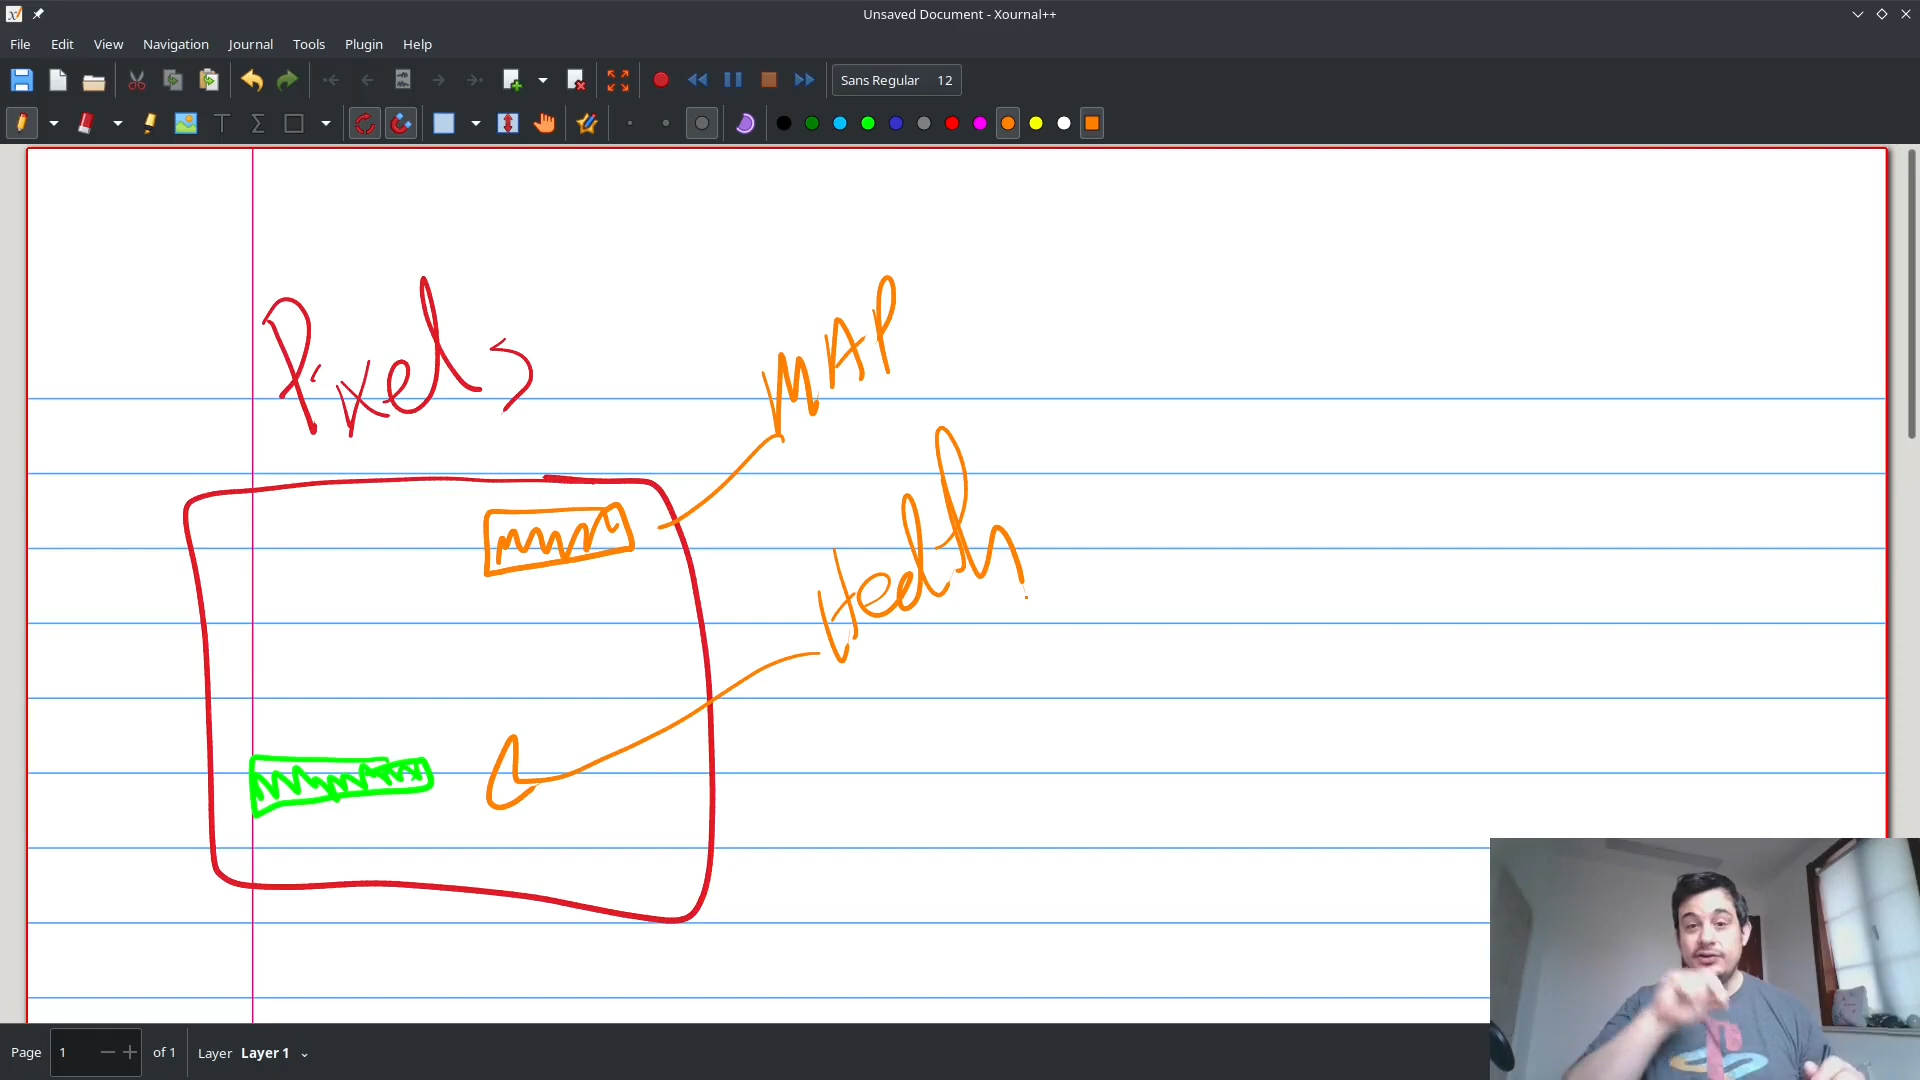 Unsaved Document - Xournal++
File Edit View Navigation Journal Tools Plugin Help
Sans Regular 12
Pixels
MAP
Health
Page 1 of 1 Layer Layer 1